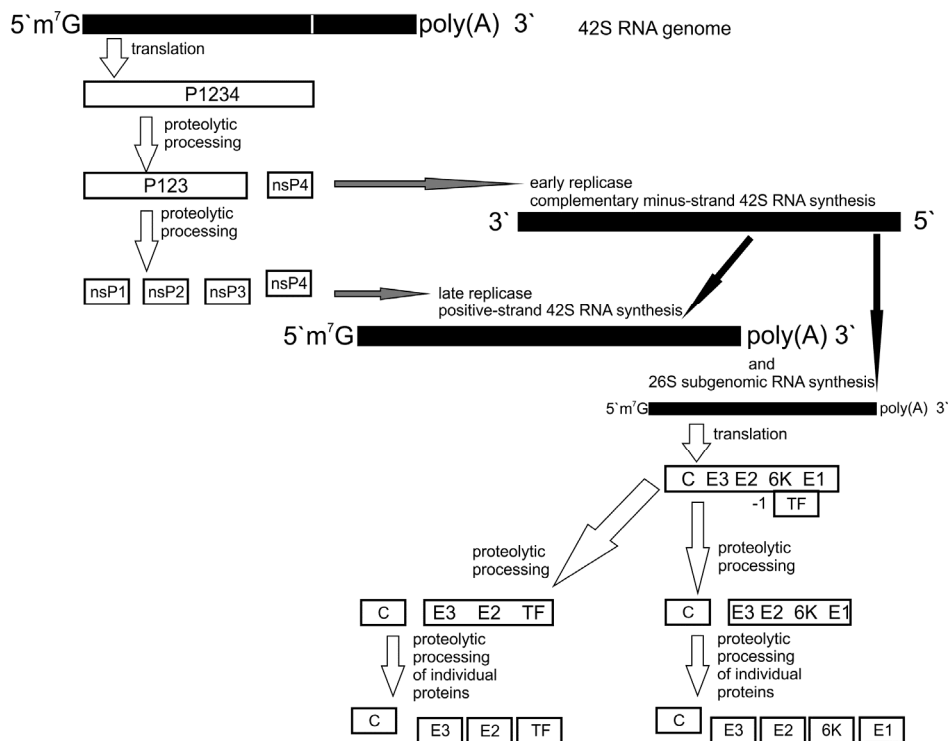 5`m⁷G poly(A) 3` 42S RNA genome
translation
P1234
proteolytic
processing
P123
nsP4
early replicase
complementary minus-strand 42S RNA synthesis
3` 5`
proteolytic
processing
nsP1 nsP2 nsP3 nsP4
late replicase
positive-strand 42S RNA synthesis
5`m⁷G poly(A) 3`
and
26S subgenomic RNA synthesis
5`m⁷G poly(A) 3`
translation
C E3 E2 6K E1
-1 TF
proteolytic
processing
proteolytic
processing
C E3 E2 TF
C E3 E2 6K E1
proteolytic
processing
of individual
proteins
proteolytic
processing
of individual
proteins
C E3 E2 TF
C E3 E2 6K E1